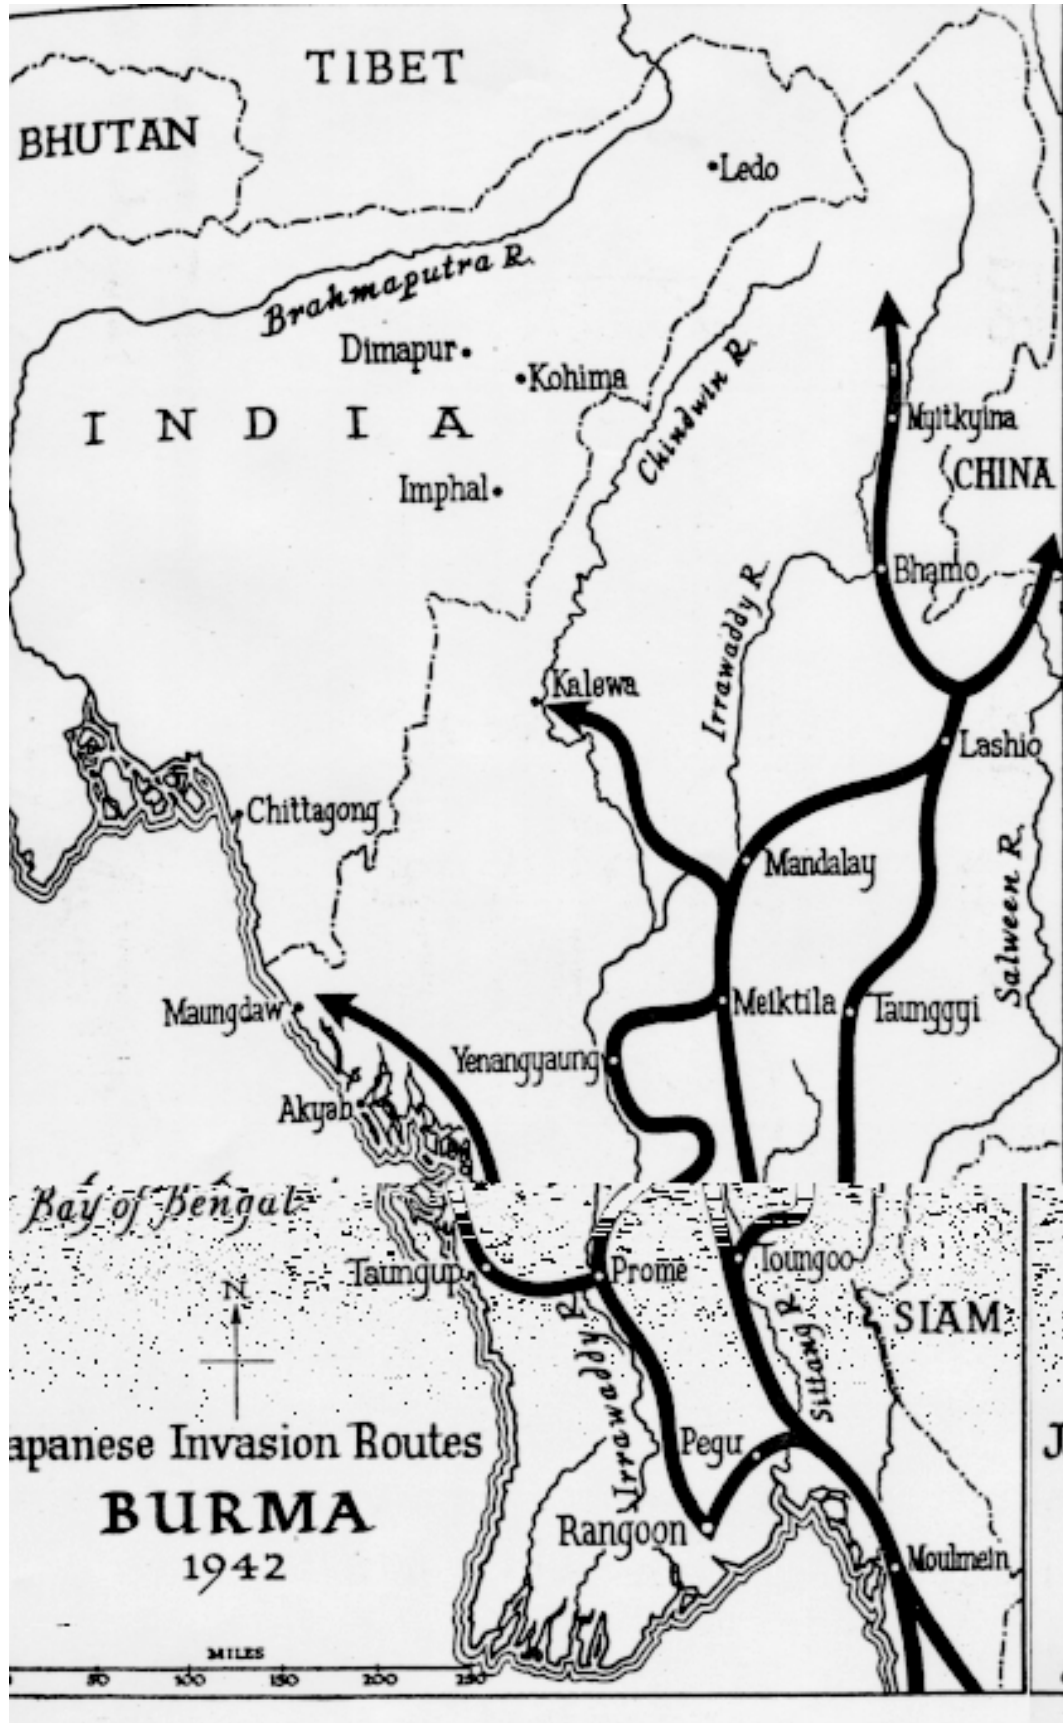 TIBET
BHUTAN
Ledo
Brahmaputra R.
Dimapur
Kohima
Chindwin R.
Myitkyina
INDIA
CHINA
Imphal
Bhamo
Irrawaddy R.
Kalewa
Lashio
Chittagong
Mandalay
Salween R.
Maungdaw
Meiktila
Taunggyi
Yenangyaung
Akyab
Bay of Bengal
Taungup
Prome
Toungoo
N
SIAM
Irrawaddy R.
Sittang R.
apanese Invasion Routes
J
Pegu
BURMA
Rangoon
1942
Moulmein
MILES
50 100 150 200 250